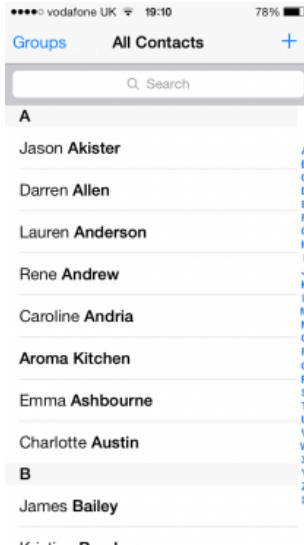 vodafone UK 19:10 78%
Groups All Contacts +
Search
A
Jason Akister
Darren Allen
Lauren Anderson
Rene Andrew
Caroline Andria
Aroma Kitchen
Emma Ashbourne
Charlotte Austin
B
James Bailey